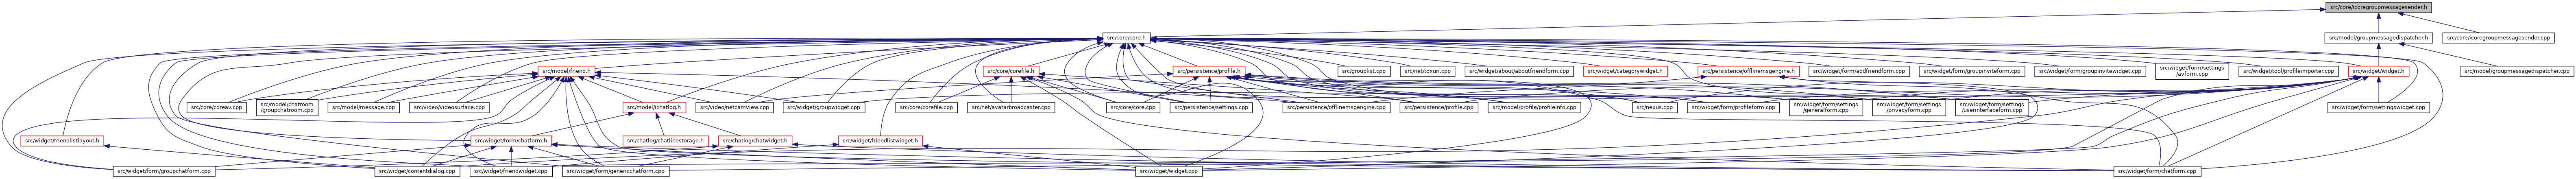 src/core/icoregroupmessagesender.h
src/core/core.h
src/model/groupmessagedispatcher.h
src/core/icoregroupmessagesender.cpp
src/model/friend.h
src/core/corefile.h
src/persistence/profile.h
src/grouplist.cpp
src/net/toxuri.cpp
src/widget/about/aboutfriendform.cpp
src/widget/categorywidget.h
src/persistence/offlinemsgengine.h
src/widget/form/addfriendform.cpp
src/widget/form/groupinviteform.cpp
src/widget/form/groupinvitewidget.cpp
src/widget/form/settings
/avform.cpp
src/widget/tool/profileimporter.cpp
src/widget/widget.h
src/model/groupmessagedispatcher.cpp
src/core/coreav.cpp
src/model/chatroom
/groupchatroom.cpp
src/model/message.cpp
src/video/videosurface.cpp
src/model/ichatlog.h
src/video/netcamview.cpp
src/widget/groupwidget.cpp
src/core/corefile.cpp
src/net/avatarbroadcaster.cpp
src/core/core.cpp
src/persistence/settings.cpp
src/persistence/offlinemsgengine.cpp
src/persistence/profile.cpp
src/model/profile/profileinfo.cpp
src/nexus.cpp
src/widget/form/profileform.cpp
src/widget/form/settings
/generalform.cpp
src/widget/form/settings
/privacyform.cpp
src/widget/form/settings
/userinterfaceform.cpp
src/widget/form/settingswidget.cpp
src/widget/friendlistlayout.h
src/widget/form/chatform.h
src/chatlog/chatlinestorage.h
src/chatlog/chatwidget.h
src/widget/friendlistwidget.h
src/widget/form/groupchatform.cpp
src/widget/contentdialog.cpp
src/widget/friendwidget.cpp
src/widget/form/genericchatform.cpp
src/widget/widget.cpp
src/widget/form/chatform.cpp